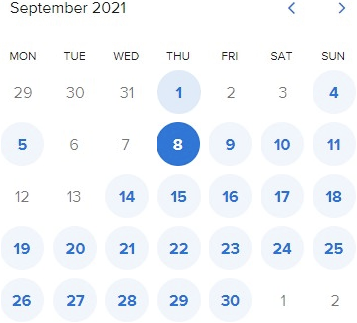 September 2021
MON TUE WED THU FRI SAT SUN
29 30 31 1 2 3 4
5 6 7 8 9 10 11
12 13 14 15 16 17 18
19 20 21 22 23 24 25
26 27 28 29 30 1 2